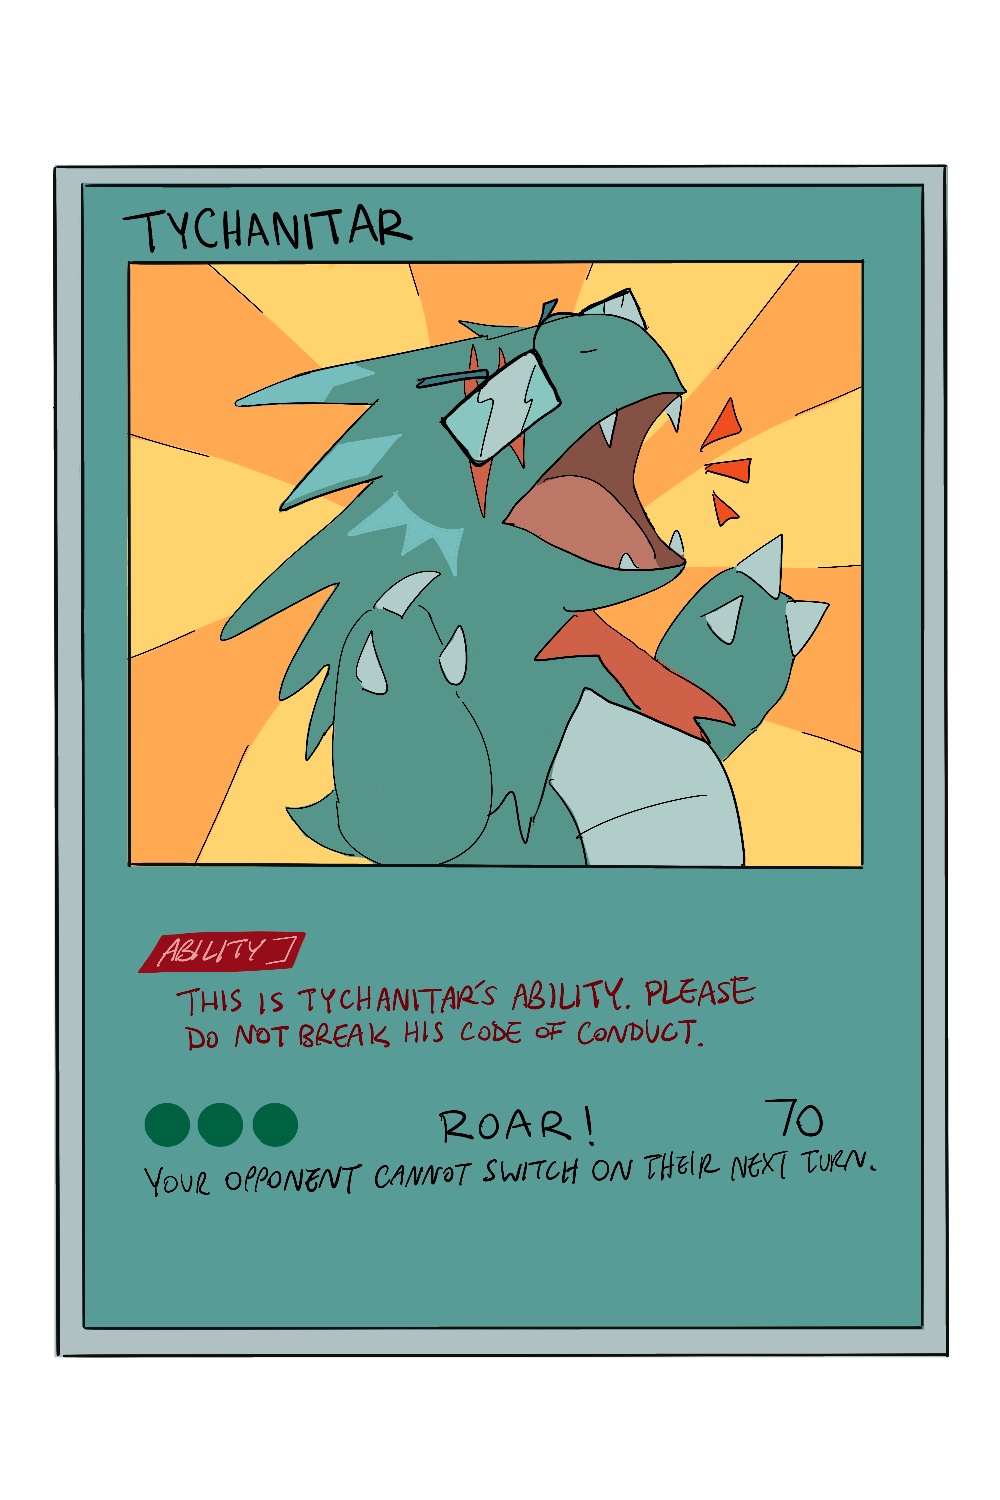 TYCHANITAR
ABILITY
THIS IS TYCHANITAR'S ABILITY. PLEASE
DO NOT BREAK HIS CODE OF CONDUCT.
ROAR! 70
YOUR OPPONENT CANNOT SWITCH ON THEIR NEXT TURN.